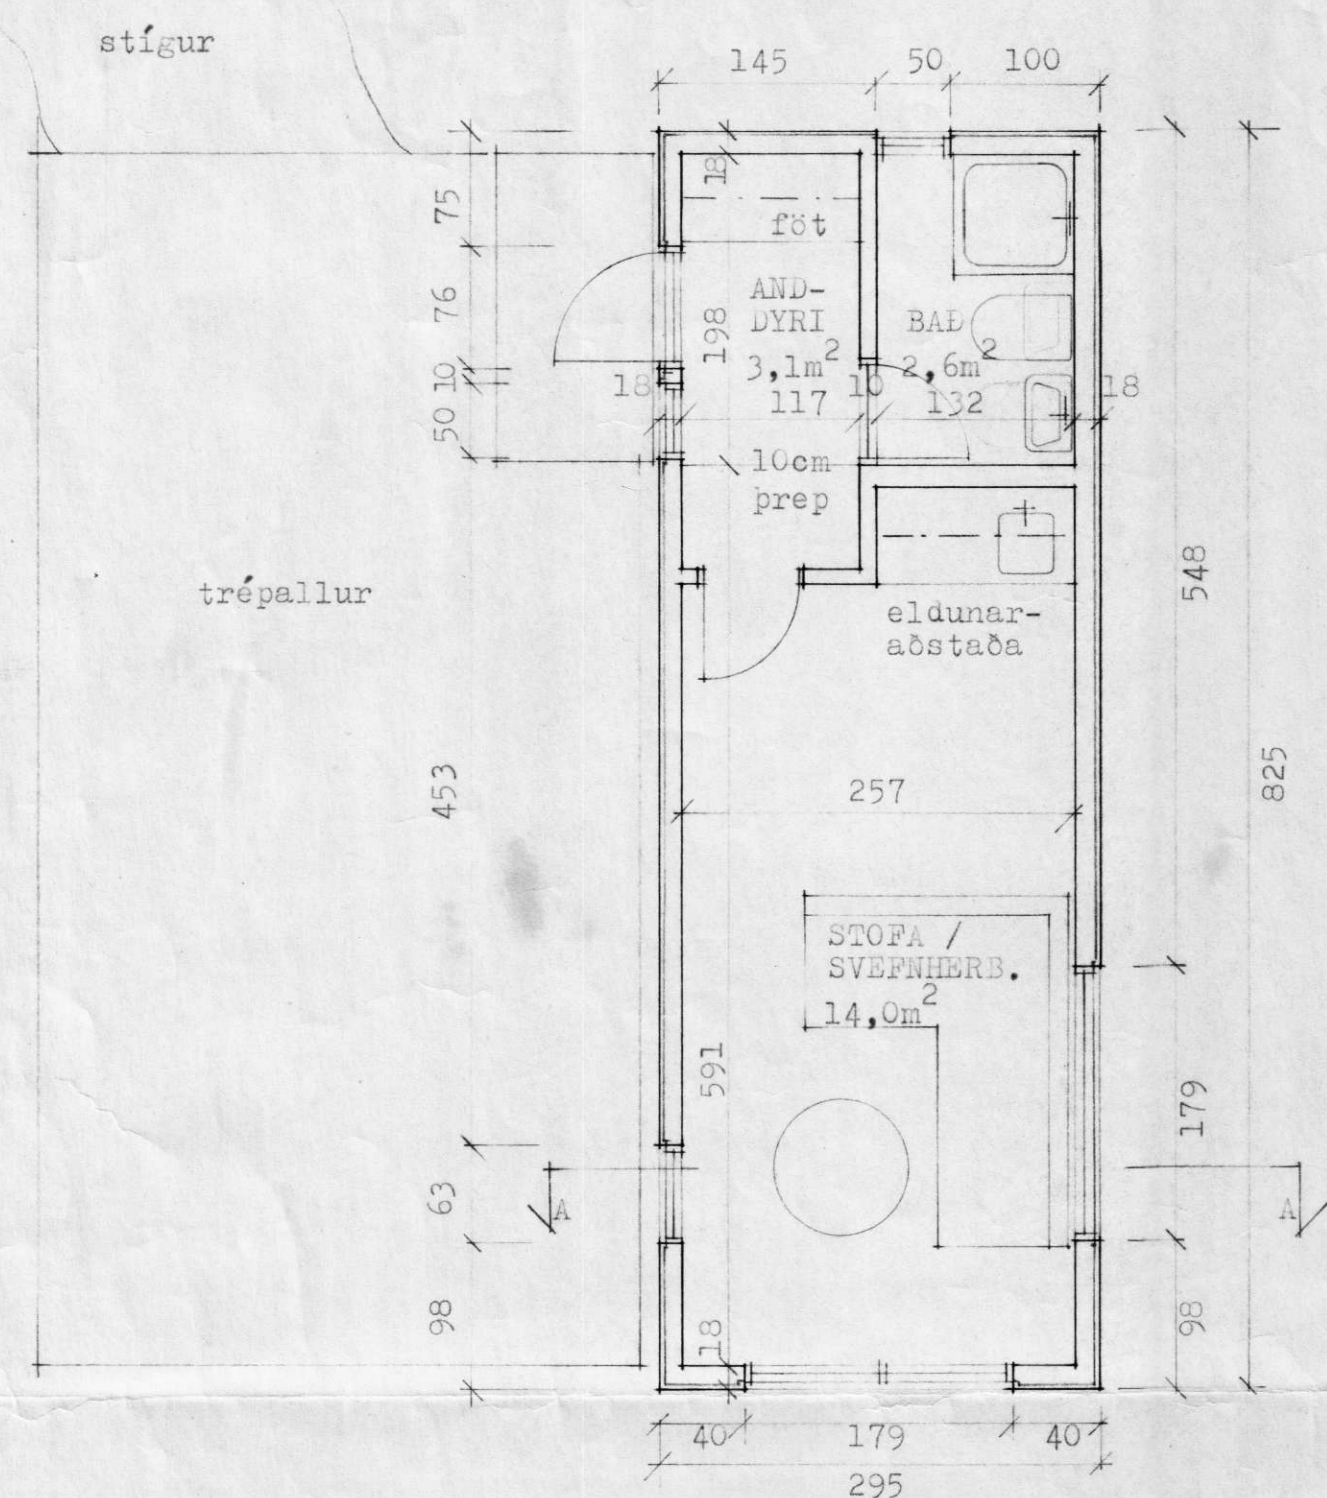 stígur
145 50 100
18
75
föt
76
198
AND-
DYRI
3,1m²
BAÐ
2,6m²
10
18 117 10 132 18
50
10cm
þrep
trépallur
548
eldunar-
aðstaða
453
257
825
STOFA /
SVEFNHERB.
14,0m²
591
179
63
A A
98
18
98
40 179 40
295